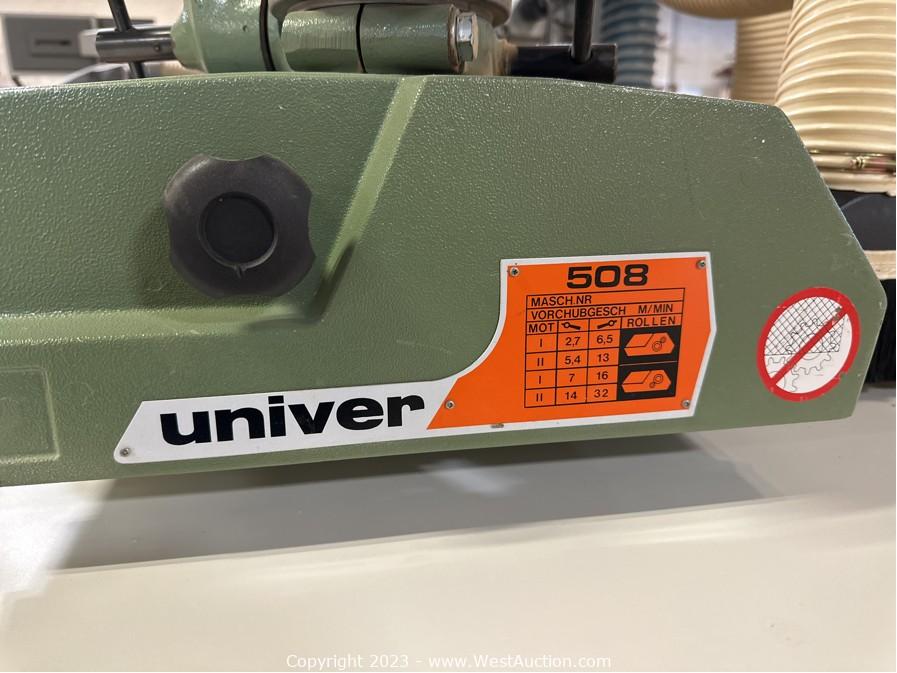 508
MASCH.NR
VORCHUBGESCH M/MIN
MOT ROLLEN
I 2,7 6,5
II 5,4 13
I 7 16
II 14 32
univer
Copyright 2023 - www.WestAuction.com